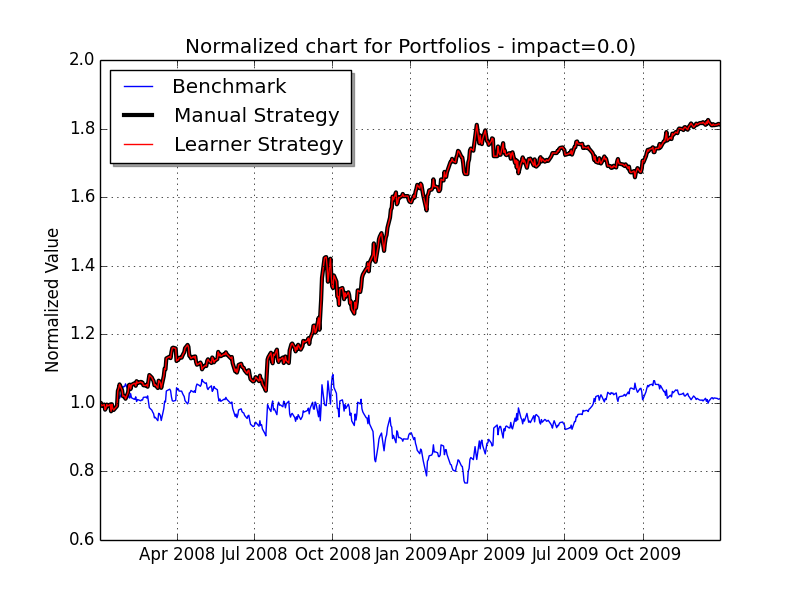 Normalized chart for Portfolios - impact=0.0)
Benchmark
Manual Strategy
Learner Strategy
Normalized Value
2.0
1.8
1.6
1.4
1.2
1.0
0.8
0.6
Apr 2008 Jul 2008 Oct 2008 Jan 2009 Apr 2009 Jul 2009 Oct 2009